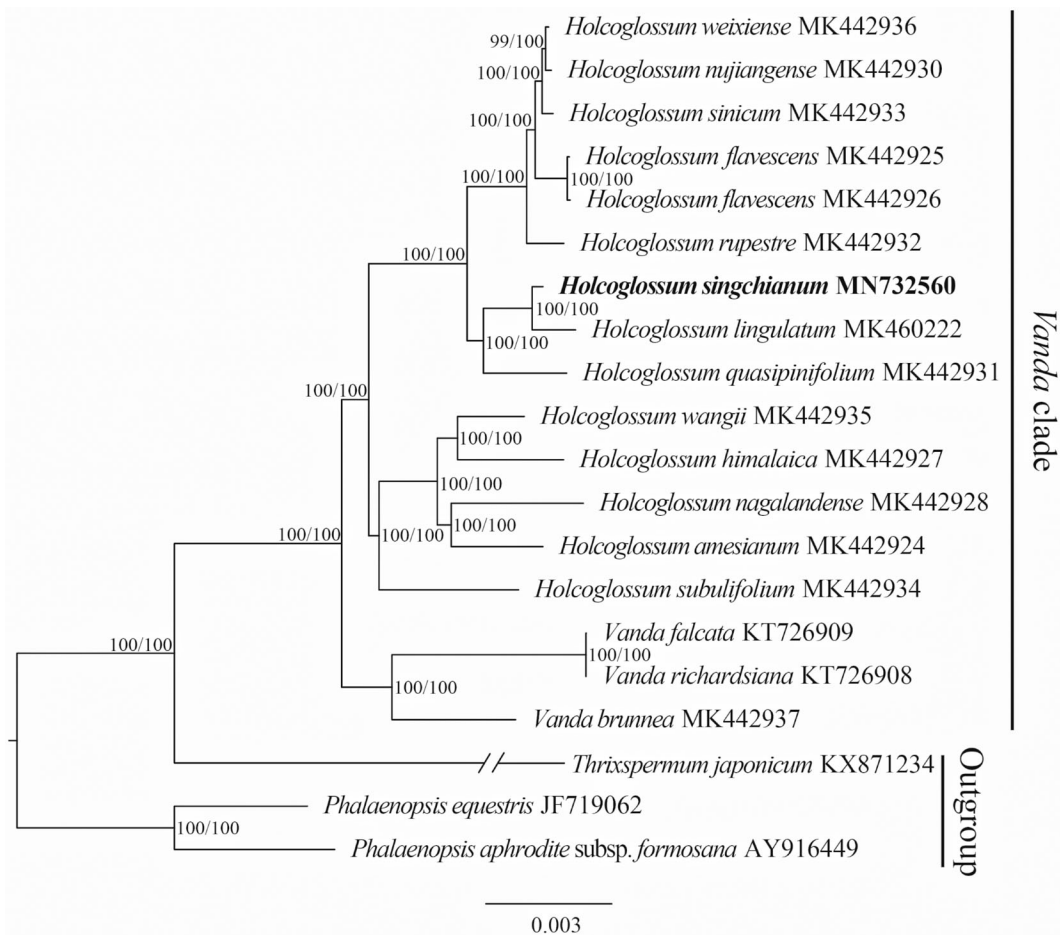 Holcoglossum weixiense MK442936
99/100
Holcoglossum nujiangense MK442930
100/100
Holcoglossum sinicum MK442933
100/100
Holcoglossum flavescens MK442925
100/100
100/100
Holcoglossum flavescens MK442926
Holcoglossum rupestre MK442932
100/100
Holcoglossum singchianum MN732560
100/100
Holcoglossum lingulatum MK460222
100/100
Holcoglossum quasipinifolium MK442931
100/100
Holcoglossum wangii MK442935
100/100
Holcoglossum himalaica MK442927
100/100
Holcoglossum nagalandense MK442928
100/100
100/100
100/100
Holcoglossum amesianum MK442924
Holcoglossum subulifolium MK442934
Vanda falcata KT726909
100/100
100/100
Vanda richardsiana KT726908
100/100
Vanda brunnea MK442937
Vanda clade
Thrixspermum japonicum KX871234
Phalaenopsis equestris JF719062
100/100
Phalaenopsis aphrodite subsp. formosana AY916449
Outgroup
0.003